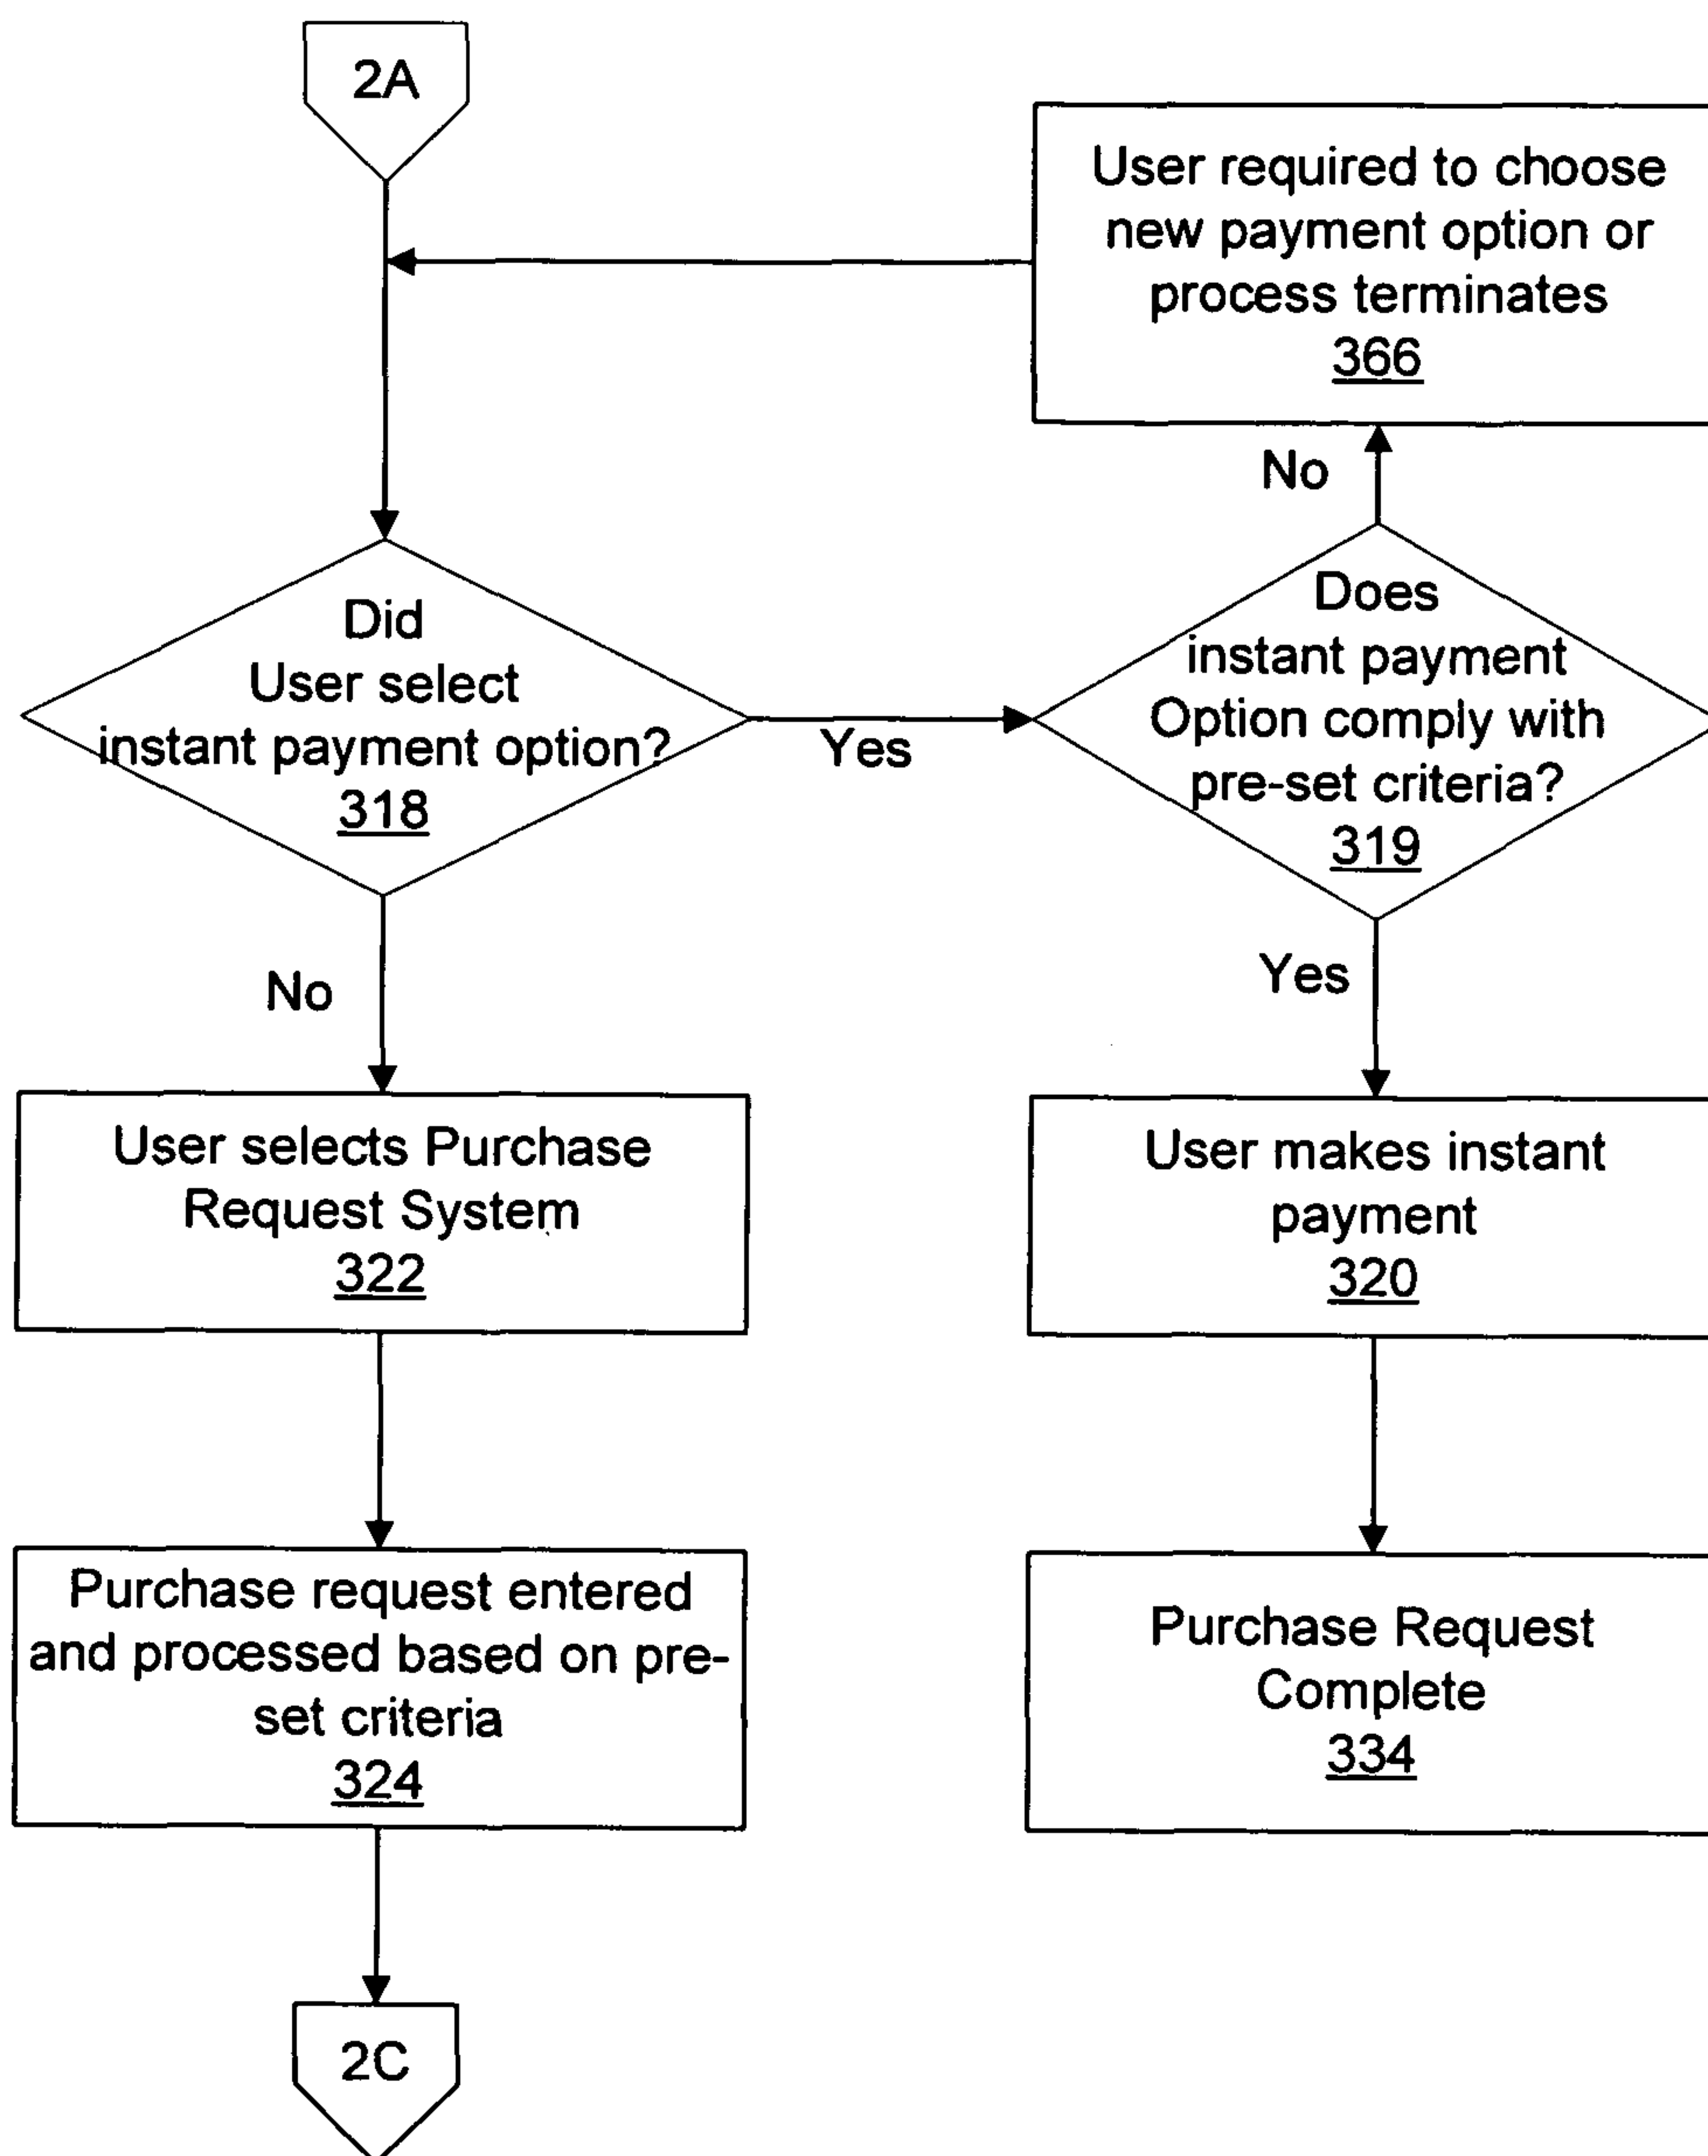 2A
User required to choose
new payment option or
process terminates
366
No
Did
User select
instant payment option?
318
Yes
Does
instant payment
Option comply with
pre-set criteria?
319
No
Yes
User selects Purchase
Request System
322
User makes instant
payment
320
Purchase request entered
and processed based on pre-
set criteria
324
Purchase Request
Complete
334
2C